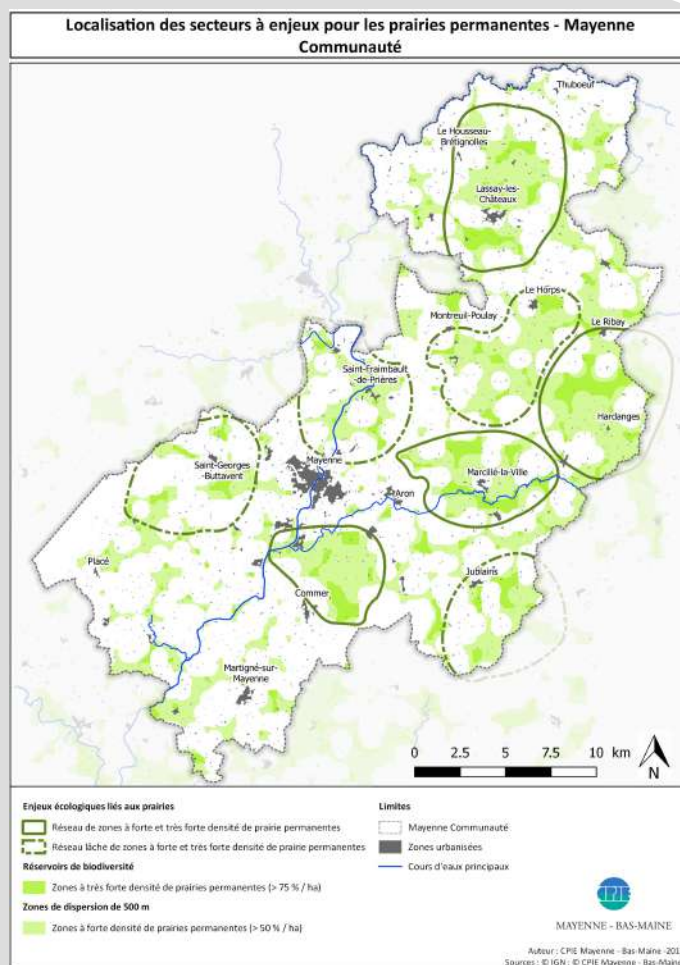 Localisation des secteurs à enjeux pour les prairies permanentes - Mayenne
Communauté
Thuboeuf
Le Housseau-
Brétignolles
Lassay-les-
Châteaux
Le Horps
Montreuil-Poulay
Le Ribay
Saint-Fraimbault
-de-Prières
Hardanges
Mayenne
Marcillé-la-Ville
Saint-Georges
-Buttavent
Aron
Placé
Jublains
Commer
Martigné-sur-
Mayenne
0 2.5 5 7.5 10 km
N
Enjeux écologiques liés aux prairies
Réseau de zones à forte et très forte densité de prairie permanentes
Réseau lâche de zones à forte et très forte densité de prairie permanentes
Réservoirs de biodiversité
Zones à très forte densité de prairies permanentes (> 75 % / ha)
Zones de dispersion de 500 m
Zones à forte densité de prairies permanentes (> 50 % / ha)
Limites
Mayenne Communauté
Zones urbanisées
Cours d'eaux principaux
CPIE
MAYENNE - BAS-MAINE
Auteur : CPIE Mayenne - Bas-Maine -201
Sources : © IGN ; © CPIE Mayenne - Bas-Maine